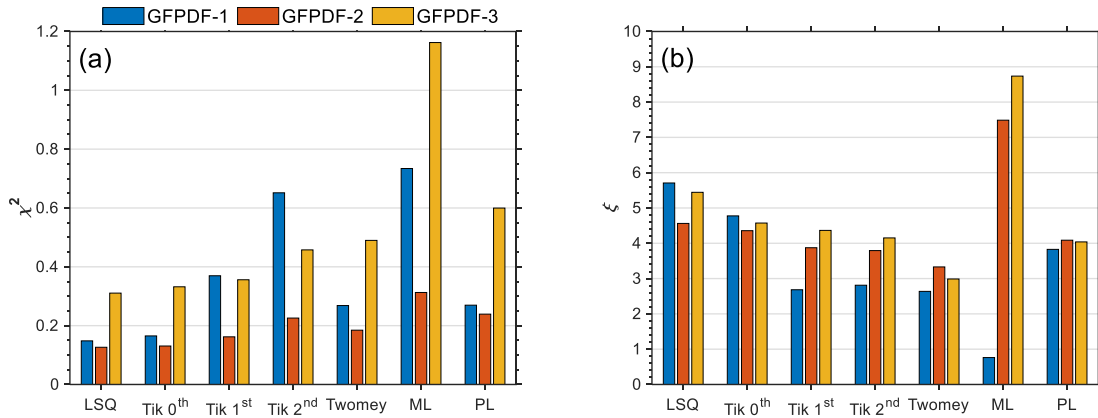 GFPDF-1 GFPDF-2 GFPDF-3
(a)
χ²
1.2
1
0.8
0.6
0.4
0.2
0
LSQ Tik 0th Tik 1st Tik 2nd Twomey ML PL
(b)
ξ
10
9
8
7
6
5
4
3
2
1
0
LSQ Tik 0th Tik 1st Tik 2nd Twomey ML PL